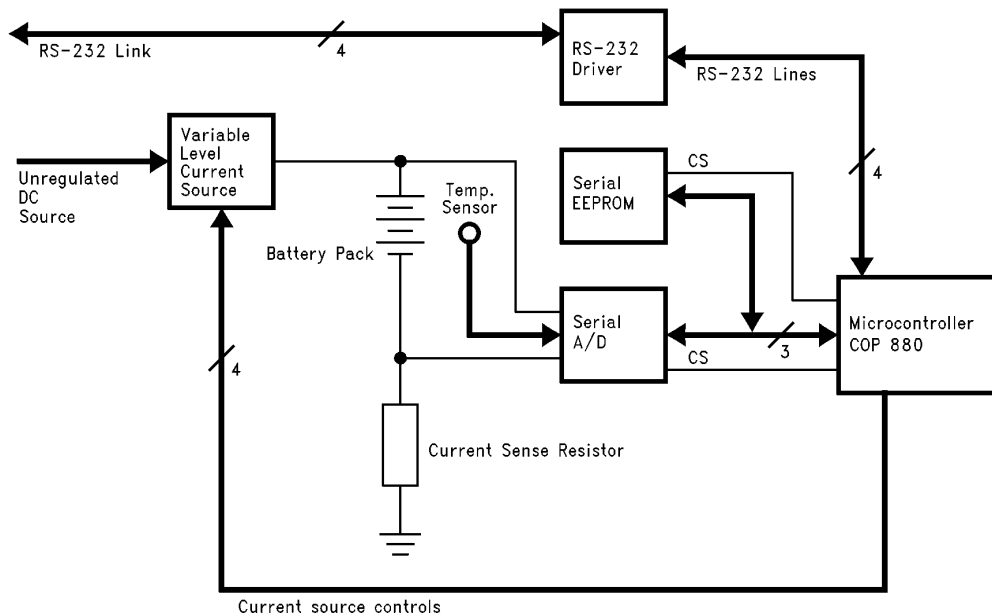 RS-232 Link
4
RS-232
Driver
RS-232 Lines
4
Variable
Level
Current
Source
Unregulated
DC
Source
Temp.
Sensor
Battery Pack
CS
Serial
EEPROM
Serial
A/D
3
CS
Microcontroller
COP 880
4
Current Sense Resistor
Current source controls